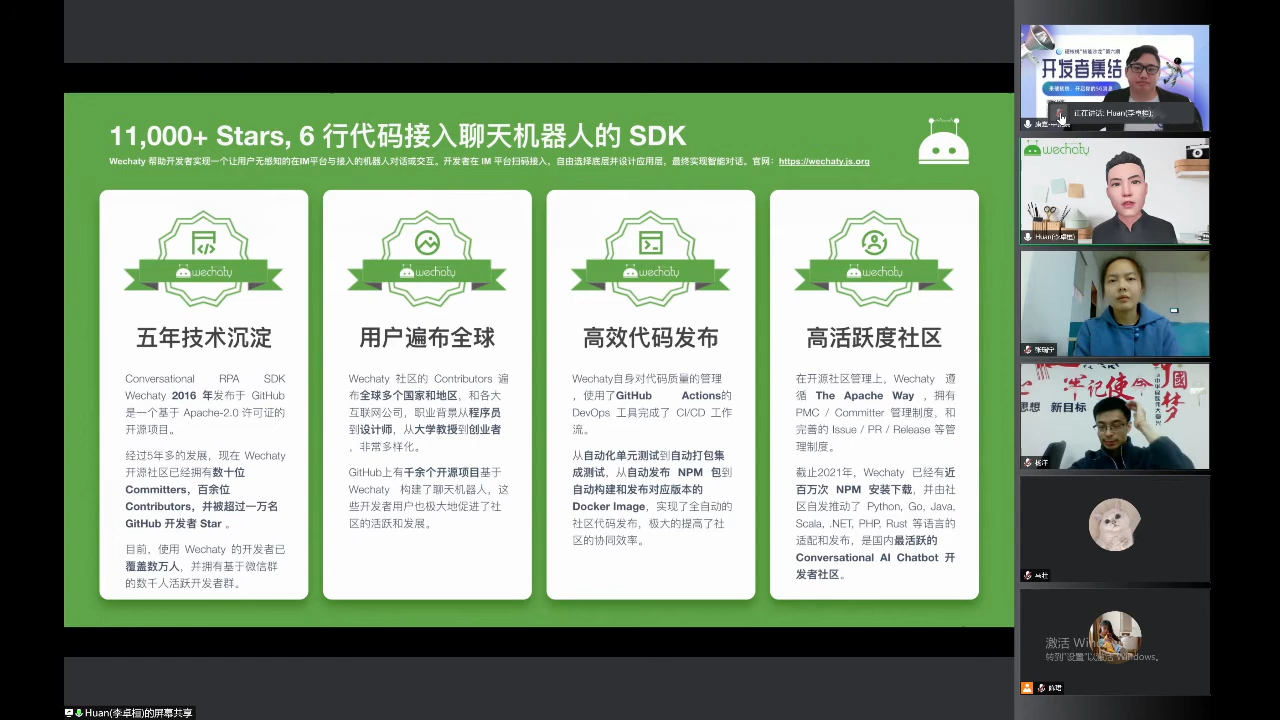 11,000+ Stars, 6 行代码接入聊天机器人的 SDK
Wechaty 帮助开发者实现一个让用户无感知的在IM平台与接入的机器人对话或交互。开发者在 IM 平台扫码接入，自由选择底层并设计应用层，最终实现智能对话。官网：https://wechaty.js.org
wechaty
五年技术沉淀
Conversational RPA SDK
Wechaty 2016 年发布于 GitHub
是一个基于 Apache-2.0 许可证的
开源项目。
经过5年多的发展，现在 Wechaty
开源社区已经拥有数十位
Committers，百余位
Contributors，并被超过一万名
GitHub 开发者 Star 。
目前，使用 Wechaty 的开发者已
覆盖数万人，并拥有基于微信群
的数千人活跃开发者群。
wechaty
用户遍布全球
Wechaty 社区的 Contributors 遍
布全球多个国家和地区，和各大
互联网公司，职业背景从程序员
到设计师，从大学教授到创业者
，非常多样化。
GitHub上有千余个开源项目基于
Wechaty 构建了聊天机器人，这
些开发者用户也极大地促进了社
区的活跃和发展。
wechaty
高效代码发布
Wechaty自身对代码质量的管理
，使用了GitHub Actions的
DevOps 工具完成了 CI/CD 工作
流。
从自动化单元测试到自动打包集
成测试，从自动发布 NPM 包到
自动构建和发布对应版本的
Docker Image，实现了全自动的
社区代码发布，极大的提高了社
区的协同效率。
wechaty
高活跃度社区
在开源社区管理上，Wechaty 遵
循 The Apache Way ，拥有
PMC / Committer 管理制度，和
完善的 Issue / PR / Release 等管
理制度。
截止2021年，Wechaty 已经有近
百万次 NPM 安装下载，并由社
区自发推动了 Python, Go, Java,
Scala, .NET, PHP, Rust 等语言的
适配和发布，是国内最活跃的
Conversational AI Chatbot 开
发者社区。
开发者集结
正在讲话: Huan(李卓桓);
wechaty
Huan(李卓桓)
牢记使
思想 新目标
中国
梦
激活 Windows
转到"设置"以激活 Windows。
Huan(李卓桓)的屏幕共享